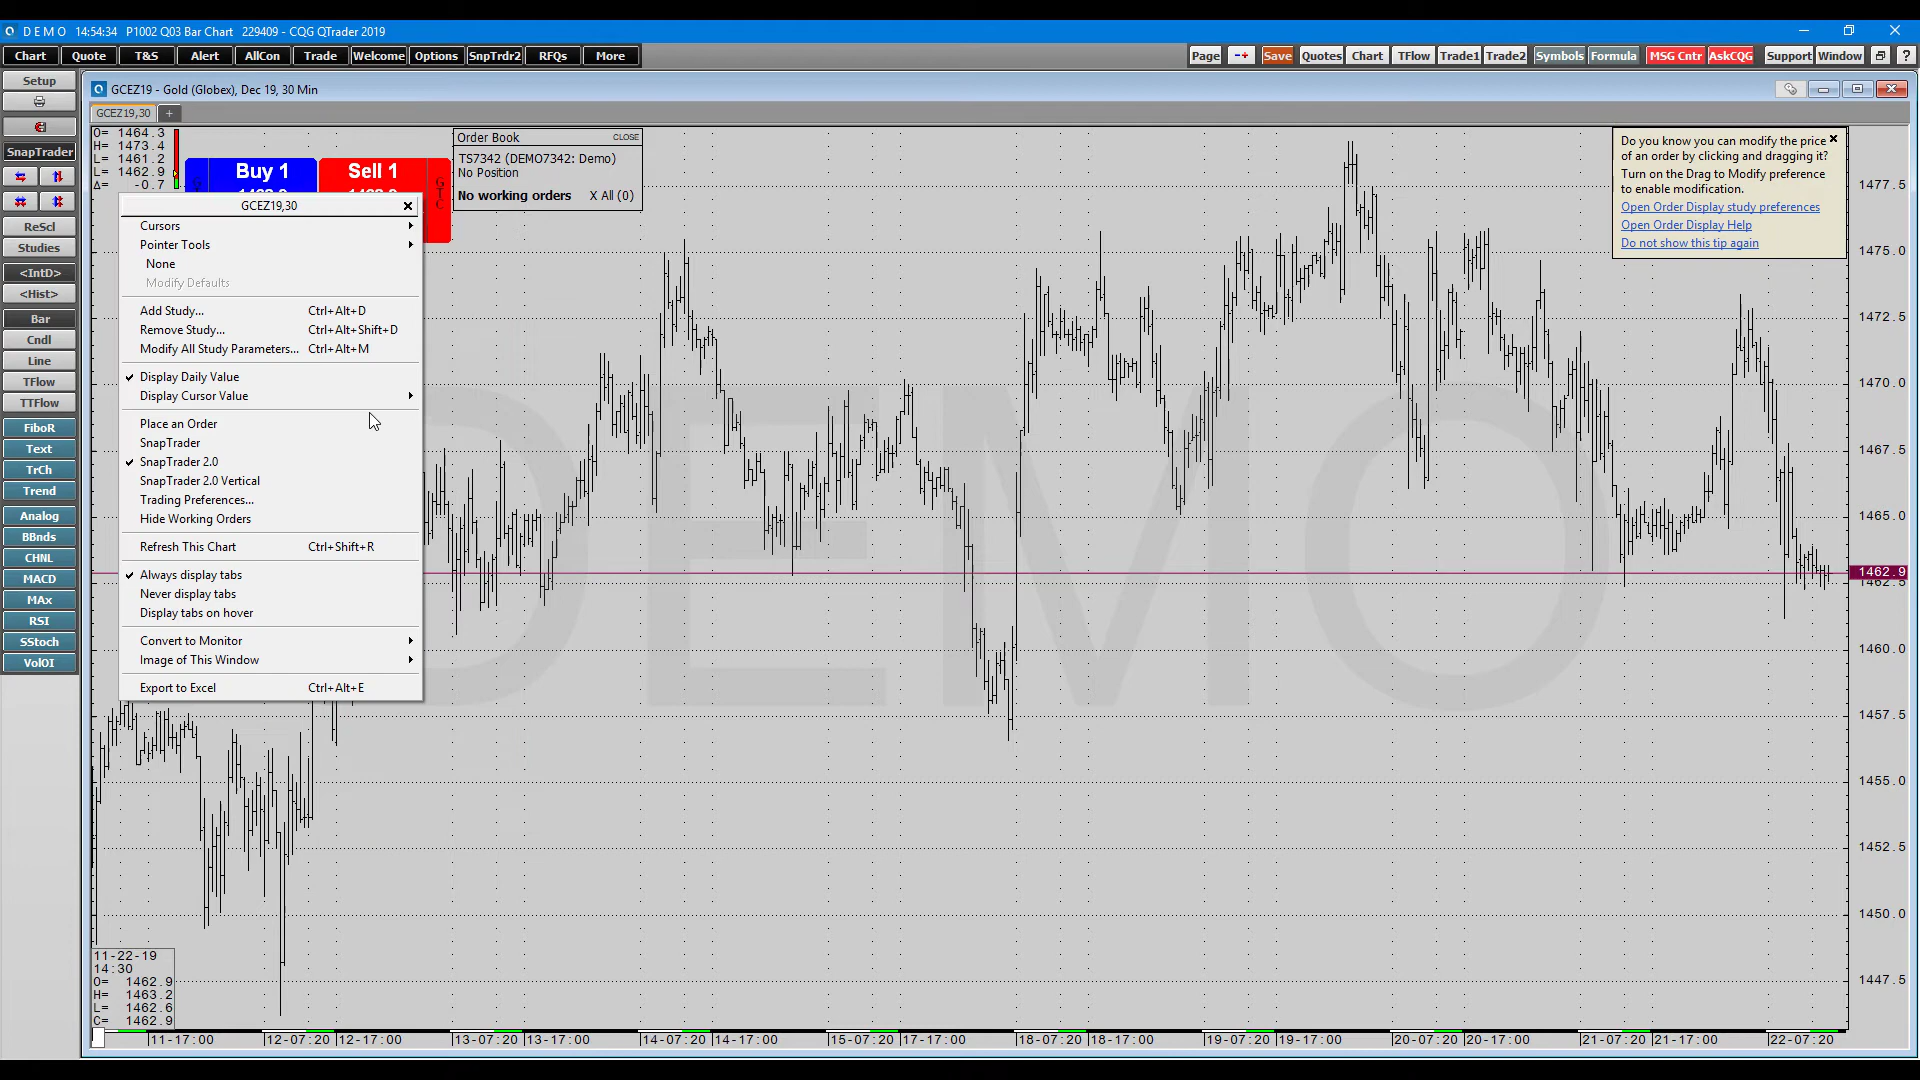 D E M O   14:54:34   P1002 Q03 Bar Chart   229409 - CQG QTrader 2019
Chart Quote T&S Alert AllCon Trade Welcome Options SnpTrdr2 RFQs More Page -+ Save Quotes Chart TFlow Trade1 Trade2 Symbols Formula MSG Cntr AskCQG Support Window ?
Setup
SnapTrader
ReScl
Studies
<IntD>
<Hist>
Bar
Cndl
Line
TFlow
TTFlow
FiboR
Text
TrCh
Trend
Analog
BBnds
CHNL
MACD
MAx
RSI
SStoch
VolOI
GCEZ19 - Gold (Globex), Dec 19, 30 Min
GCEZ19,30 +
O= 1464.3
H= 1473.4
L= 1461.2
L= 1462.9
Δ= -0.7
Buy 1
Sell 1
GTC
Order Book CLOSE
TS7342 (DEMO7342: Demo)
No Position
No working orders X All (0)
Do you know you can modify the price
of an order by clicking and dragging it?
Turn on the Drag to Modify preference
to enable modification.
Open Order Display study preferences
Open Order Display Help
Do not show this tip again
GCEZ19,30
Cursors
Pointer Tools
None
Modify Defaults
Add Study... Ctrl+Alt+D
Remove Study... Ctrl+Alt+Shift+D
Modify All Study Parameters... Ctrl+Alt+M
Display Daily Value
Display Cursor Value
Place an Order
SnapTrader
SnapTrader 2.0
SnapTrader 2.0 Vertical
Trading Preferences...
Hide Working Orders
Refresh This Chart Ctrl+Shift+R
Always display tabs
Never display tabs
Display tabs on hover
Convert to Monitor
Image of This Window
Export to Excel Ctrl+Alt+E
DEMO
1477.5
1475.0
1472.5
1470.0
1467.5
1465.0
1462.9
1462.5
1460.0
1457.5
1455.0
1452.5
1450.0
1447.5
11-22-19
14:30
O= 1462.9
H= 1463.2
L= 1462.6
C= 1462.9
11-17:00 12-07:20 12-17:00 13-07:20 13-17:00 14-07:20 14-17:00 15-07:20 17-17:00 18-07:20 18-17:00 19-07:20 19-17:00 20-07:20 20-17:00 21-07:20 21-17:00 22-07:20